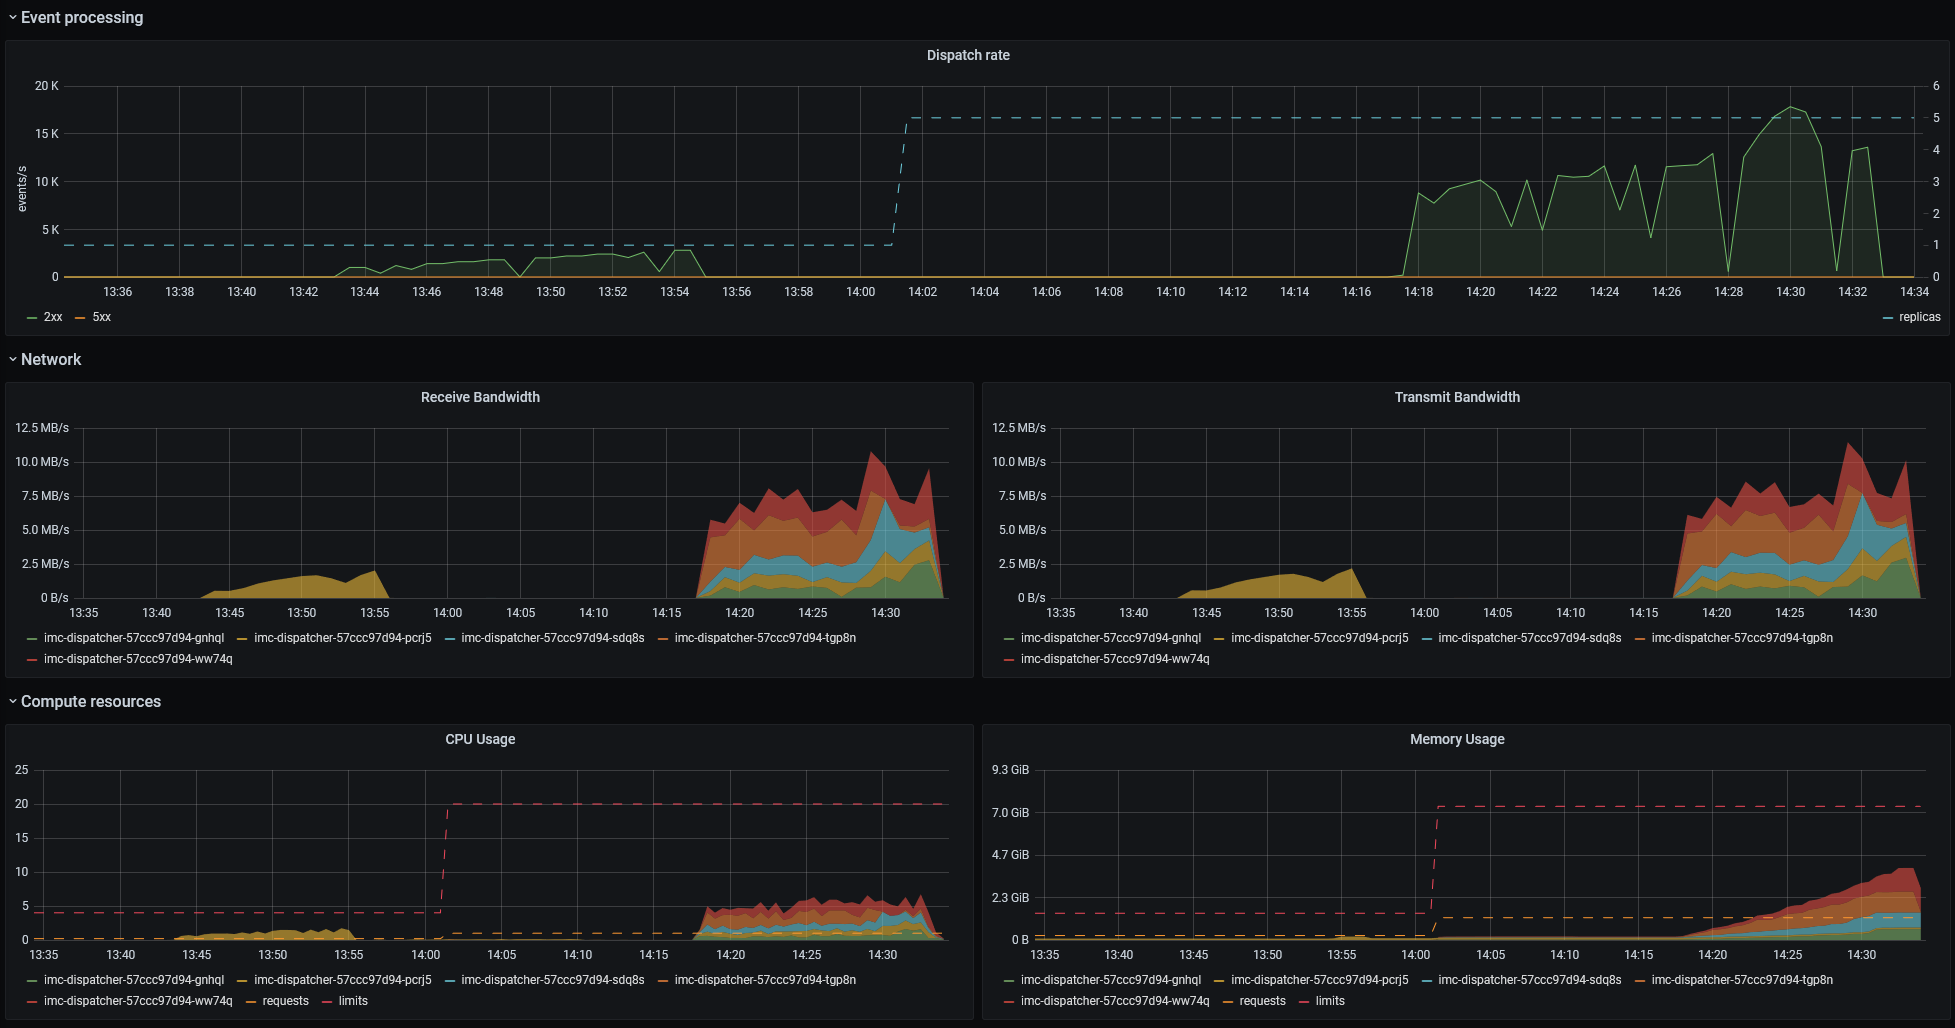 Event processing
Dispatch rate
events/s
20 K
15 K
10 K
5 K
0
6
5
4
3
2
1
0
13:36 13:38 13:40 13:42 13:44 13:46 13:48 13:50 13:52 13:54 13:56 13:58 14:00 14:02 14:04 14:06 14:08 14:10 14:12 14:14 14:16 14:18 14:20 14:22 14:24 14:26 14:28 14:30 14:32 14:34
2xx 5xx replicas
Network
Receive Bandwidth
12.5 MB/s
10.0 MB/s
7.5 MB/s
5.0 MB/s
2.5 MB/s
0 B/s
13:35 13:40 13:45 13:50 13:55 14:00 14:05 14:10 14:15 14:20 14:25 14:30
imc-dispatcher-57ccc97d94-gnhql imc-dispatcher-57ccc97d94-pcrj5 imc-dispatcher-57ccc97d94-sdq8s imc-dispatcher-57ccc97d94-tgp8n
imc-dispatcher-57ccc97d94-ww74q
Transmit Bandwidth
12.5 MB/s
10.0 MB/s
7.5 MB/s
5.0 MB/s
2.5 MB/s
0 B/s
13:35 13:40 13:45 13:50 13:55 14:00 14:05 14:10 14:15 14:20 14:25 14:30
imc-dispatcher-57ccc97d94-gnhql imc-dispatcher-57ccc97d94-pcrj5 imc-dispatcher-57ccc97d94-sdq8s imc-dispatcher-57ccc97d94-tgp8n
imc-dispatcher-57ccc97d94-ww74q
Compute resources
CPU Usage
25
20
15
10
5
0
13:35 13:40 13:45 13:50 13:55 14:00 14:05 14:10 14:15 14:20 14:25 14:30
imc-dispatcher-57ccc97d94-gnhql imc-dispatcher-57ccc97d94-pcrj5 imc-dispatcher-57ccc97d94-sdq8s imc-dispatcher-57ccc97d94-tgp8n
imc-dispatcher-57ccc97d94-ww74q requests limits
Memory Usage
9.3 GiB
7.0 GiB
4.7 GiB
2.3 GiB
0 B
13:35 13:40 13:45 13:50 13:55 14:00 14:05 14:10 14:15 14:20 14:25 14:30
imc-dispatcher-57ccc97d94-gnhql imc-dispatcher-57ccc97d94-pcrj5 imc-dispatcher-57ccc97d94-sdq8s imc-dispatcher-57ccc97d94-tgp8n
imc-dispatcher-57ccc97d94-ww74q requests limits